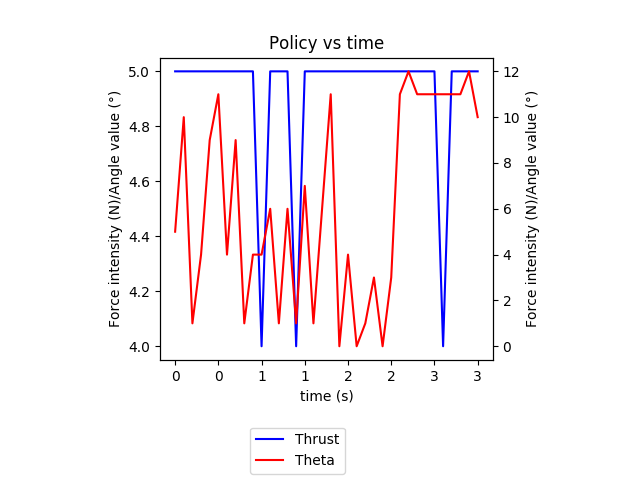 Policy vs time
5.0
4.8
4.6
4.4
4.2
4.0
Force intensity (N)/Angle value (°)
12
10
8
6
4
2
0
Force intensity (N)/Angle value (°)
0 0 1 1 2 2 3 3
time (s)
Thrust
Theta